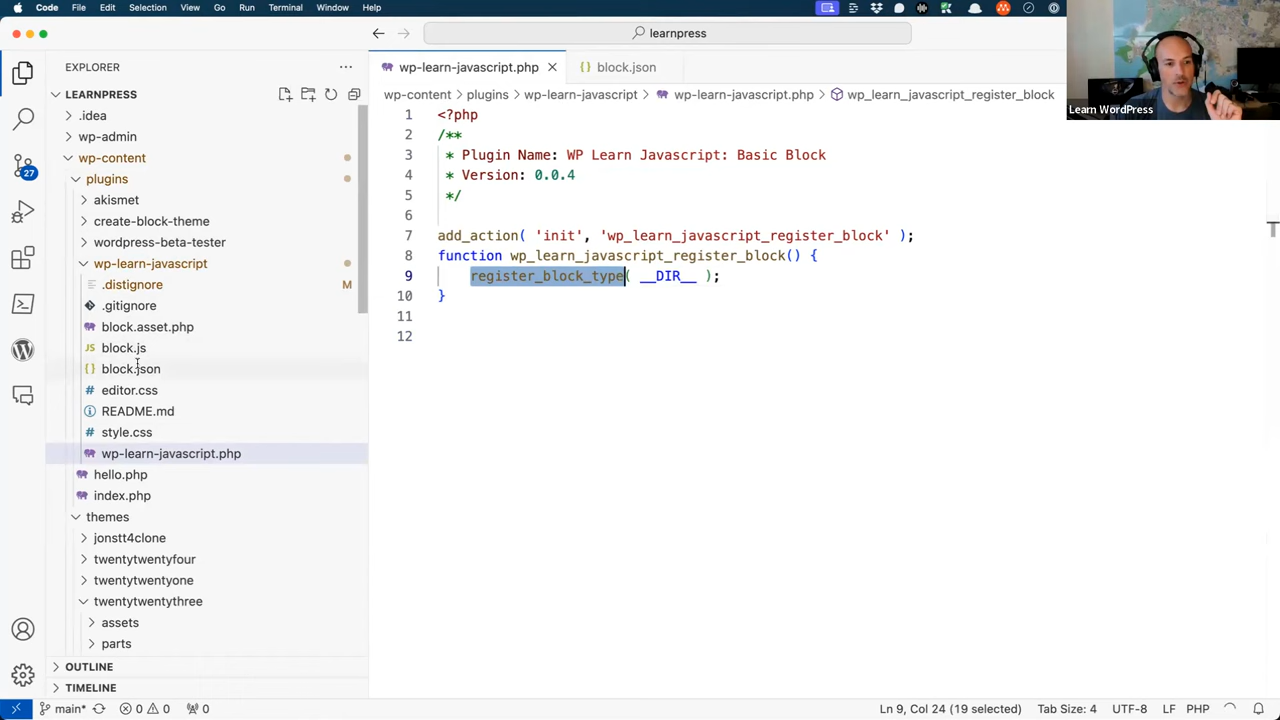 Code File Edit Selection View Go Run Terminal Window Help
learnpress
Learn WordPress
EXPLORER
LEARNPRESS
.idea
wp-admin
wp-content
plugins
akismet
create-block-theme
wordpress-beta-tester
wp-learn-javascript
.distignore M
.gitignore
block.asset.php
JS block.js
{} block.json
# editor.css
README.md
# style.css
wp-learn-javascript.php
hello.php
index.php
themes
jonstt4clone
twentytwentyfour
twentytwentyone
twentytwentythree
assets
parts
OUTLINE
TIMELINE
27
wp-learn-javascript.php
{} block.json
wp-content > plugins > wp-learn-javascript > wp-learn-javascript.php > wp_learn_javascript_register_block
1 <?php
2 /**
3 * Plugin Name: WP Learn Javascript: Basic Block
4 * Version: 0.0.4
5 */
6
7 add_action( 'init', 'wp_learn_javascript_register_block' );
8 function wp_learn_javascript_register_block() {
9 register_block_type( __DIR__ );
10 }
11
12
main* 0 0 0 Ln 9, Col 24 (19 selected) Tab Size: 4 UTF-8 LF PHP